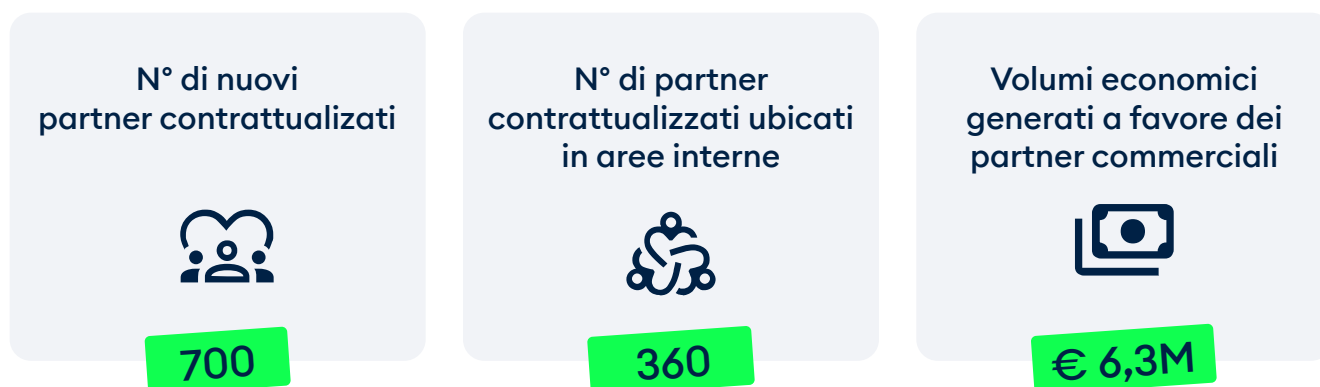 N° di nuovi
partner contrattualizati
700
N° di partner
contrattualizzati ubicati
in aree interne
360
Volumi economici
generati a favore dei
partner commerciali
€ 6,3M